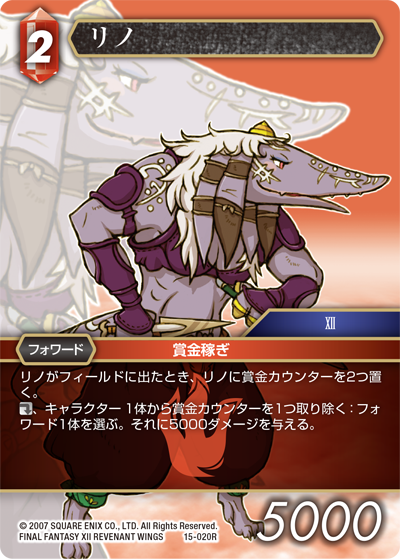 2
リノ
XII
フォワード
賞金稼ぎ
リノがフィールドに出たとき、リノに賞金カウンターを2つ置
く。
、キャラクター 1体から賞金カウンターを1つ取り除く：フォ
ワード1体を選ぶ。それに5000ダメージを与える。
© 2007 SQUARE ENIX CO., LTD. All Rights Reserved.
FINAL FANTASY XII REVENANT WINGS 15-020R
5000